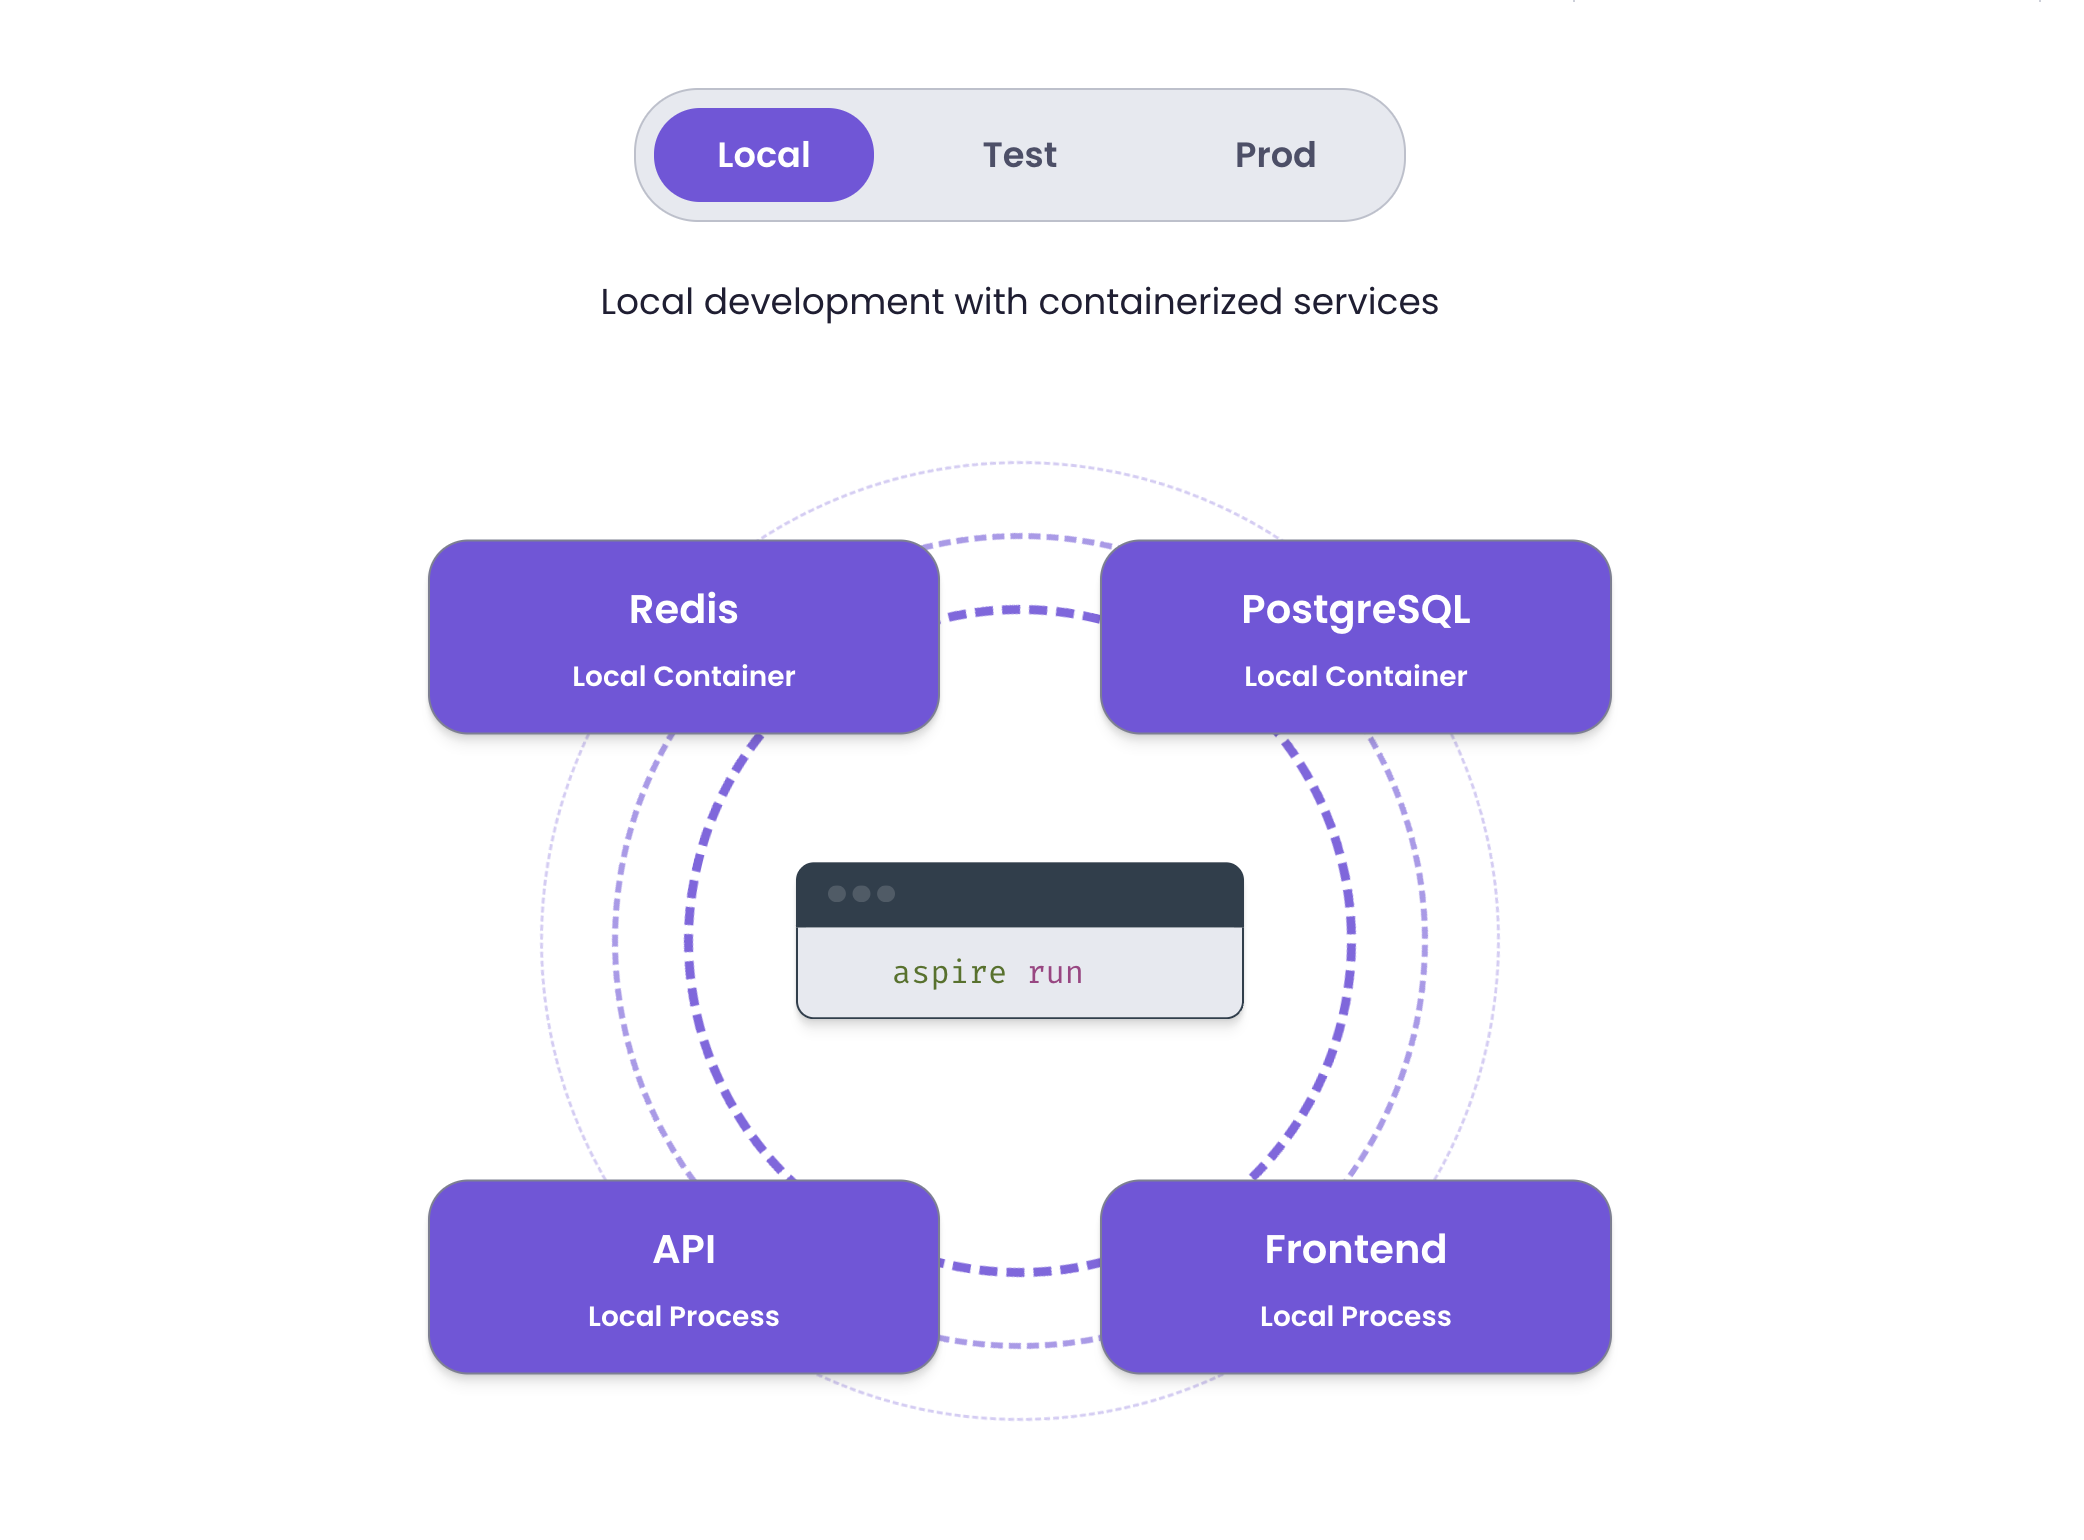 Local Test Prod
Local development with containerized services
Redis
Local Container
PostgreSQL
Local Container
aspire run
API
Local Process
Frontend
Local Process